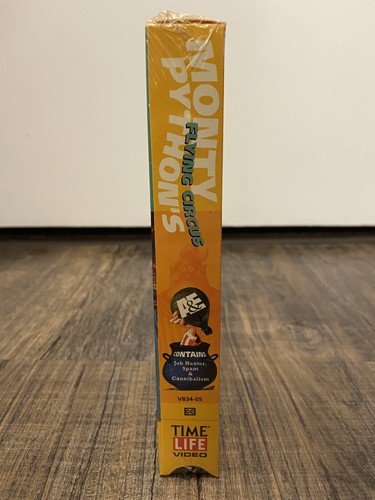 MONTY
PYTHON'S
FLYING CIRCUS
A&E
CONTAINS
Job Hunter,
Spam
&
Cannibalism
V834-05
TIME
LIFE
VIDEO